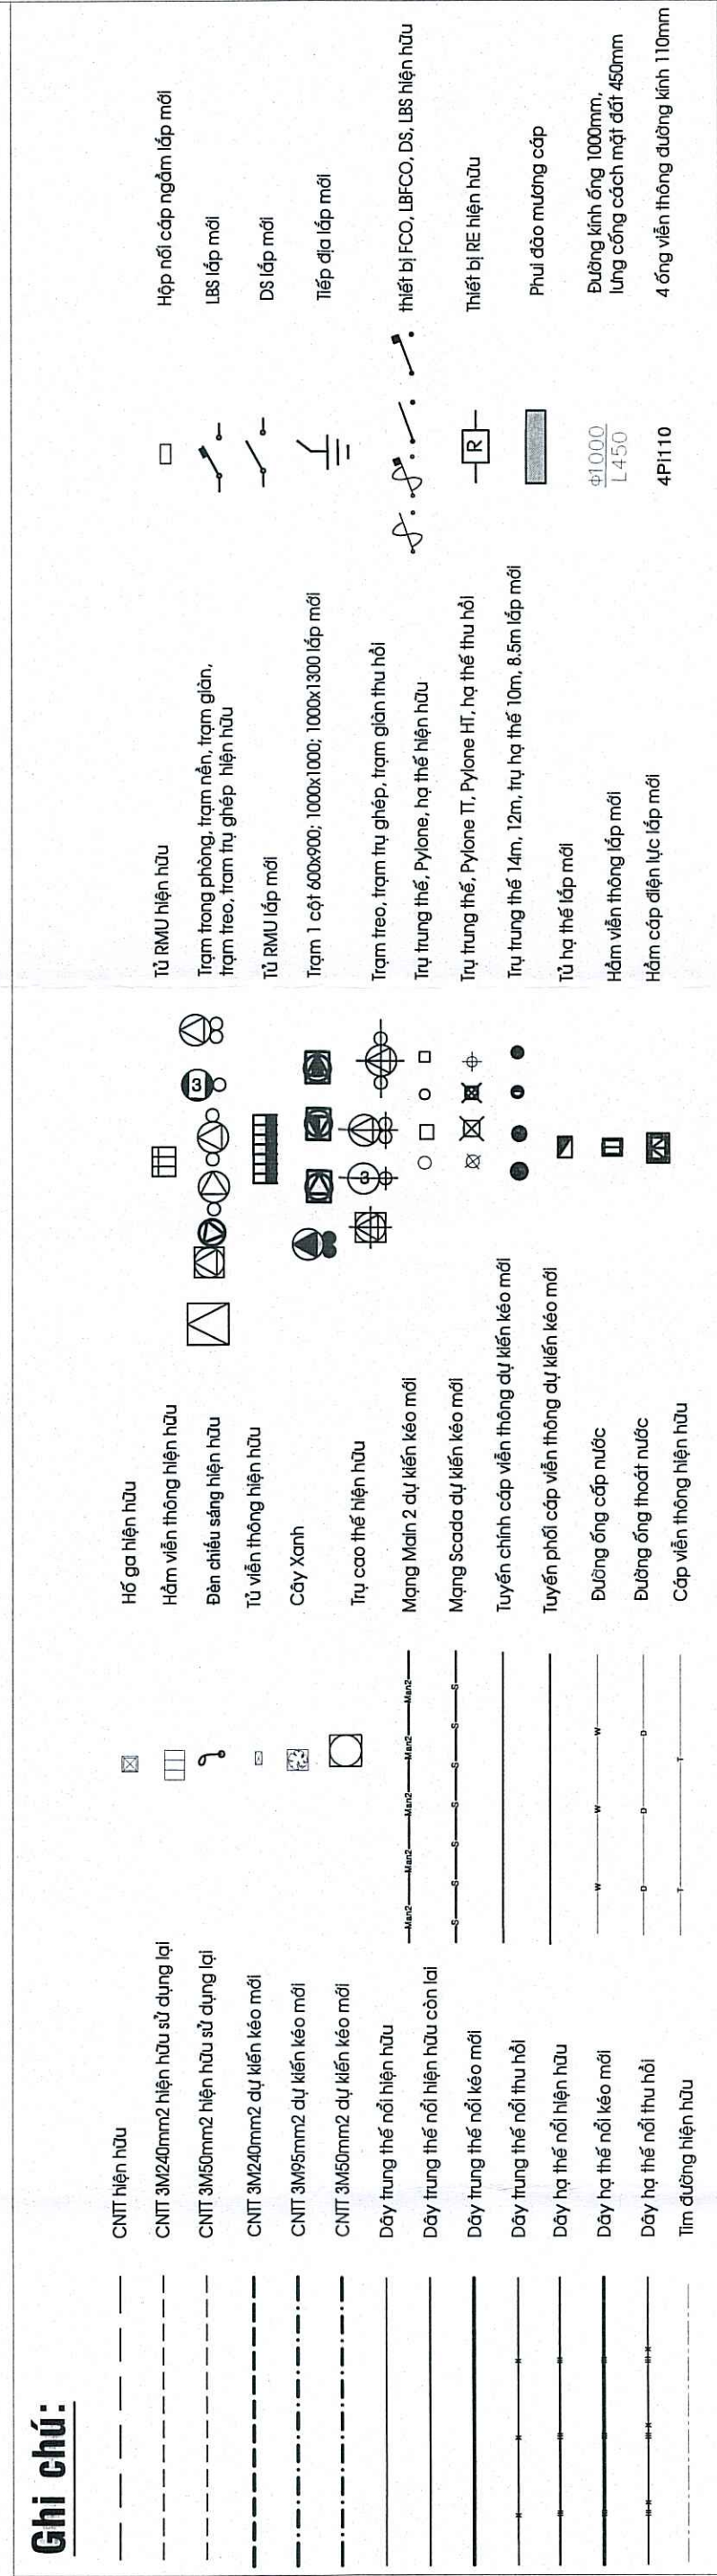 Ghi chú:
CNTT hiện hữu
CNTT 3M240mm2 hiện hữu sử dụng lại
CNTT 3M50mm2 hiện hữu sử dụng lại
CNTT 3M240mm2 dự kiến kéo mới
CNTT 3M95mm2 dự kiến kéo mới
CNTT 3M50mm2 dự kiến kéo mới
Dây trung thế nổi hiện hữu
Dây trung thế nổi hiện hữu còn lại
Dây trung thế nổi kéo mới
Dây trung thế nổi thu hồi
Dây hạ thế nổi hiện hữu
Dây hạ thế nổi kéo mới
Dây hạ thế nổi thu hồi
Tim đường hiện hữu
Hố ga hiện hữu
Hầm viễn thông hiện hữu
Đèn chiếu sáng hiện hữu
Tủ viễn thông hiện hữu
Cây Xanh
Trụ cao thế hiện hữu
Man2 Man2 Man2 Man2 Mạng Main 2 dự kiến kéo mới
S S S S S S S Mạng Scada dự kiến kéo mới
Tuyến chính cáp viễn thông dự kiến kéo mới
Tuyến phối cáp viễn thông dự kiến kéo mới
W W W Đường ống cấp nước
D D D Đường ống thoát nước
T T Cáp viễn thông hiện hữu
Tủ RMU hiện hữu
3 Trạm trong phòng, trạm nền, trạm giàn,
trạm treo, trạm trụ ghép hiện hữu
Tủ RMU lắp mới
Trạm 1 cột 600x900; 1000x1000; 1000x1300 lắp mới
3 Trạm treo, trạm trụ ghép, trạm giàn thu hồi
Trụ trung thế, Pylone, hạ thế hiện hữu
Trụ trung thế, Pylone TT, Pylone HT, hạ thế thu hồi
Trụ trung thế 14m, 12m, trụ hạ thế 10m, 8.5m lắp mới
Tủ hạ thế lắp mới
Hầm viễn thông lắp mới
Hầm cáp điện lực lắp mới
Hộp nối cáp ngầm lắp mới
LBS lắp mới
DS lắp mới
Tiếp địa lắp mới
thiết bị FCO, LBFCO, DS, LBS hiện hữu
R Thiết bị RE hiện hữu
Phui đào mương cáp
Φ1000 Đường kính ống 1000mm,
L450 lưng cống cách mặt đất 450mm
4Pi110 4 ống viễn thông đường kính 110mm